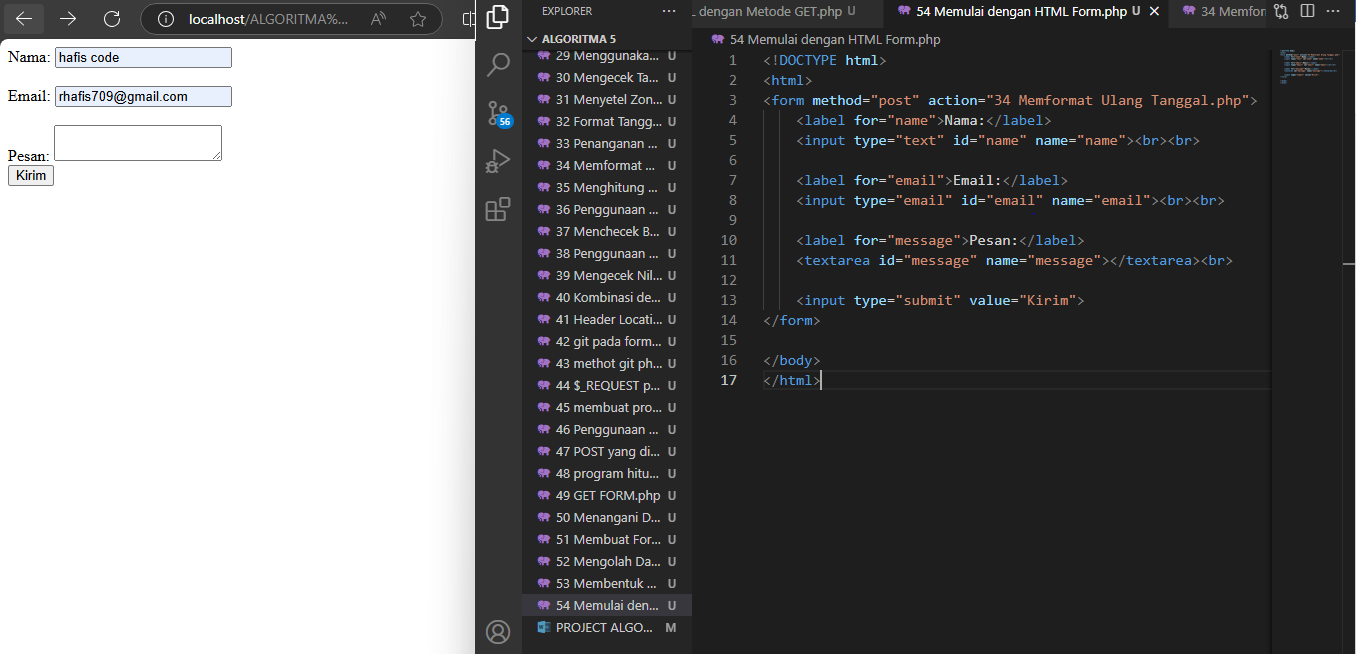 localhost/ALGORITMA%...
Nama: hafis code
Email: rhafis709@gmail.com
Pesan:
Kirim
EXPLORER
ALGORITMA 5
29 Menggunaka... U
30 Mengecek Ta... U
31 Menyetel Zon... U
32 Format Tangg... U
33 Penanganan ... U
34 Memformat ... U
35 Menghitung ... U
36 Penggunaan ... U
37 Menchecek B... U
38 Penggunaan ... U
39 Mengecek Nil... U
40 Kombinasi de... U
41 Header Locati... U
42 git pada form... U
43 methot git ph... U
44 $_REQUEST p... U
45 membuat pro... U
46 Penggunaan ... U
47 POST yang di... U
48 program hitu... U
49 GET FORM.php U
50 Menangani D... U
51 Membuat For... U
52 Mengolah Da... U
53 Membentuk ... U
54 Memulai den... U
PROJECT ALGO... M
56
L dengan Metode GET.php U
54 Memulai dengan HTML Form.php U
34 Memfor
54 Memulai dengan HTML Form.php
1 <!DOCTYPE html>
2 <html>
3 <form method="post" action="34 Memformat Ulang Tanggal.php">
4 <label for="name">Nama:</label>
5 <input type="text" id="name" name="name"><br><br>
6
7 <label for="email">Email:</label>
8 <input type="email" id="email" name="email"><br><br>
9
10 <label for="message">Pesan:</label>
11 <textarea id="message" name="message"></textarea><br>
12
13 <input type="submit" value="Kirim">
14 </form>
15
16 </body>
17 </html>